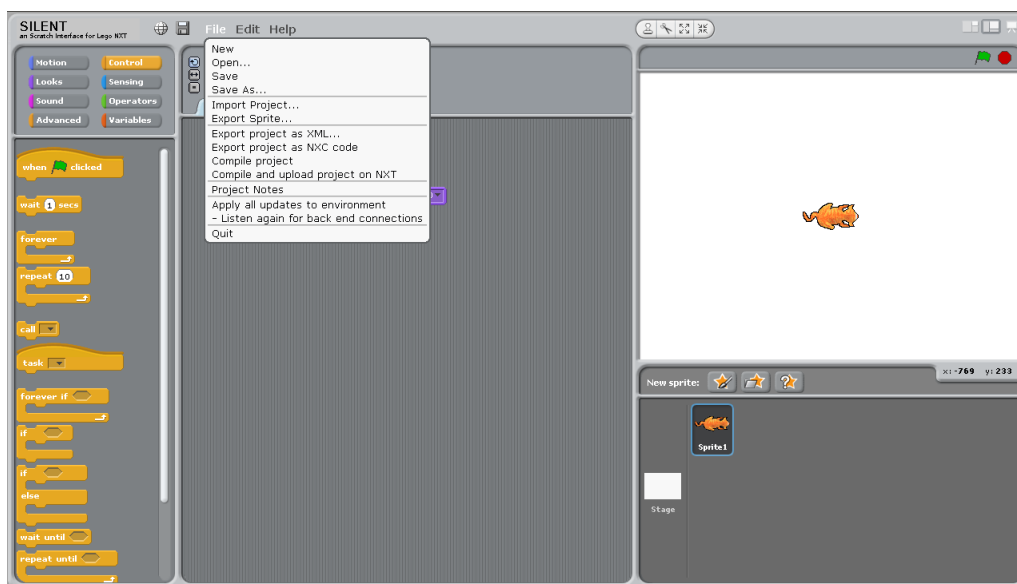 SILENT
an Scratch Interface for Lego NXT
File Edit Help
New
Open...
Save
Save As...
Import Project...
Export Sprite...
Export project as XML...
Export project as NXC code
Compile project
Compile and upload project on NXT
Project Notes
Apply all updates to environment
- Listen again for back end connections
Quit
Motion Control
Looks Sensing
Sound Operators
Advanced Variables
when clicked
wait 1 secs
forever
repeat 10
call
task
forever if
if
if
else
wait until
repeat until
x: -769 y: 233
New sprite:
Sprite1
Stage